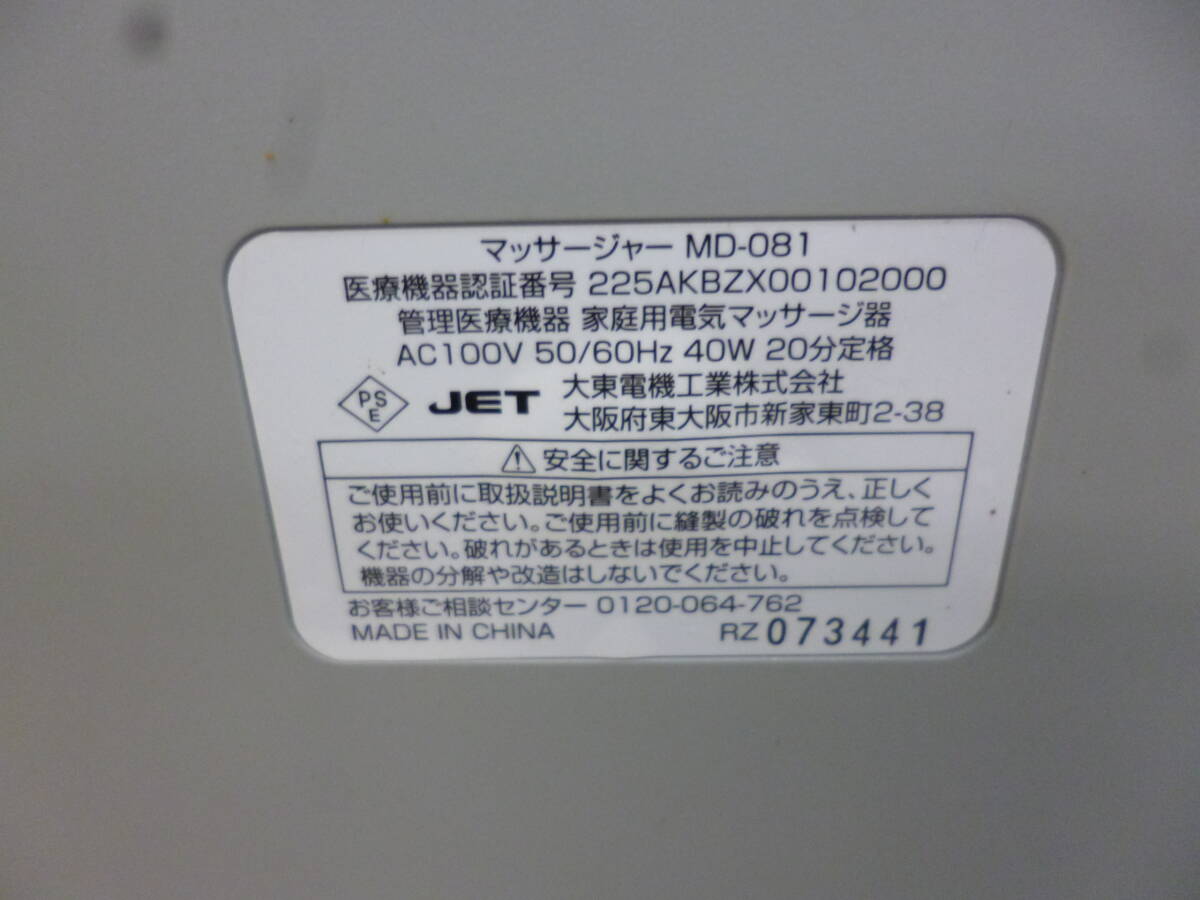 マッサージャー MD-081
医療機器認証番号 225AKBZX00102000
管理医療機器 家庭用電気マッサージ器
AC100V 50/60Hz 40W 20分定格
PSE JET 大東電機工業株式会社
大阪府東大阪市新家東町2-38
⚠安全に関するご注意
ご使用前に取扱説明書をよくお読みのうえ、正しく
お使いください。ご使用前に縫製の破れを点検して
ください。破れがあるときは使用を中止してください。
機器の分解や改造はしないでください。
お客様ご相談センター 0120-064-762
MADE IN CHINA RZ 073441